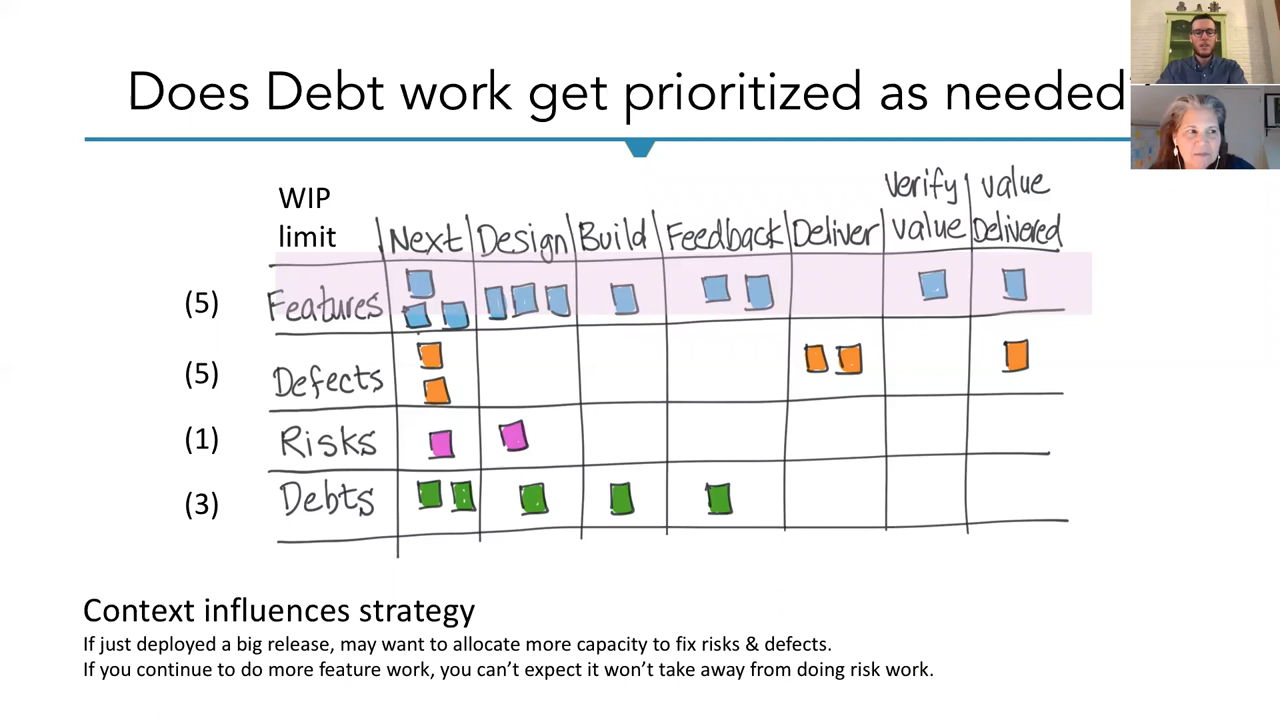 Does Debt work get prioritized as needed
WIP
limit
Next Design Build Feedback Deliver Verify value value Delivered
(5) Features
(5) Defects
(1) Risks
(3) Debts
Context influences strategy
If just deployed a big release, may want to allocate more capacity to fix risks & defects.
If you continue to do more feature work, you can't expect it won't take away from doing risk work.